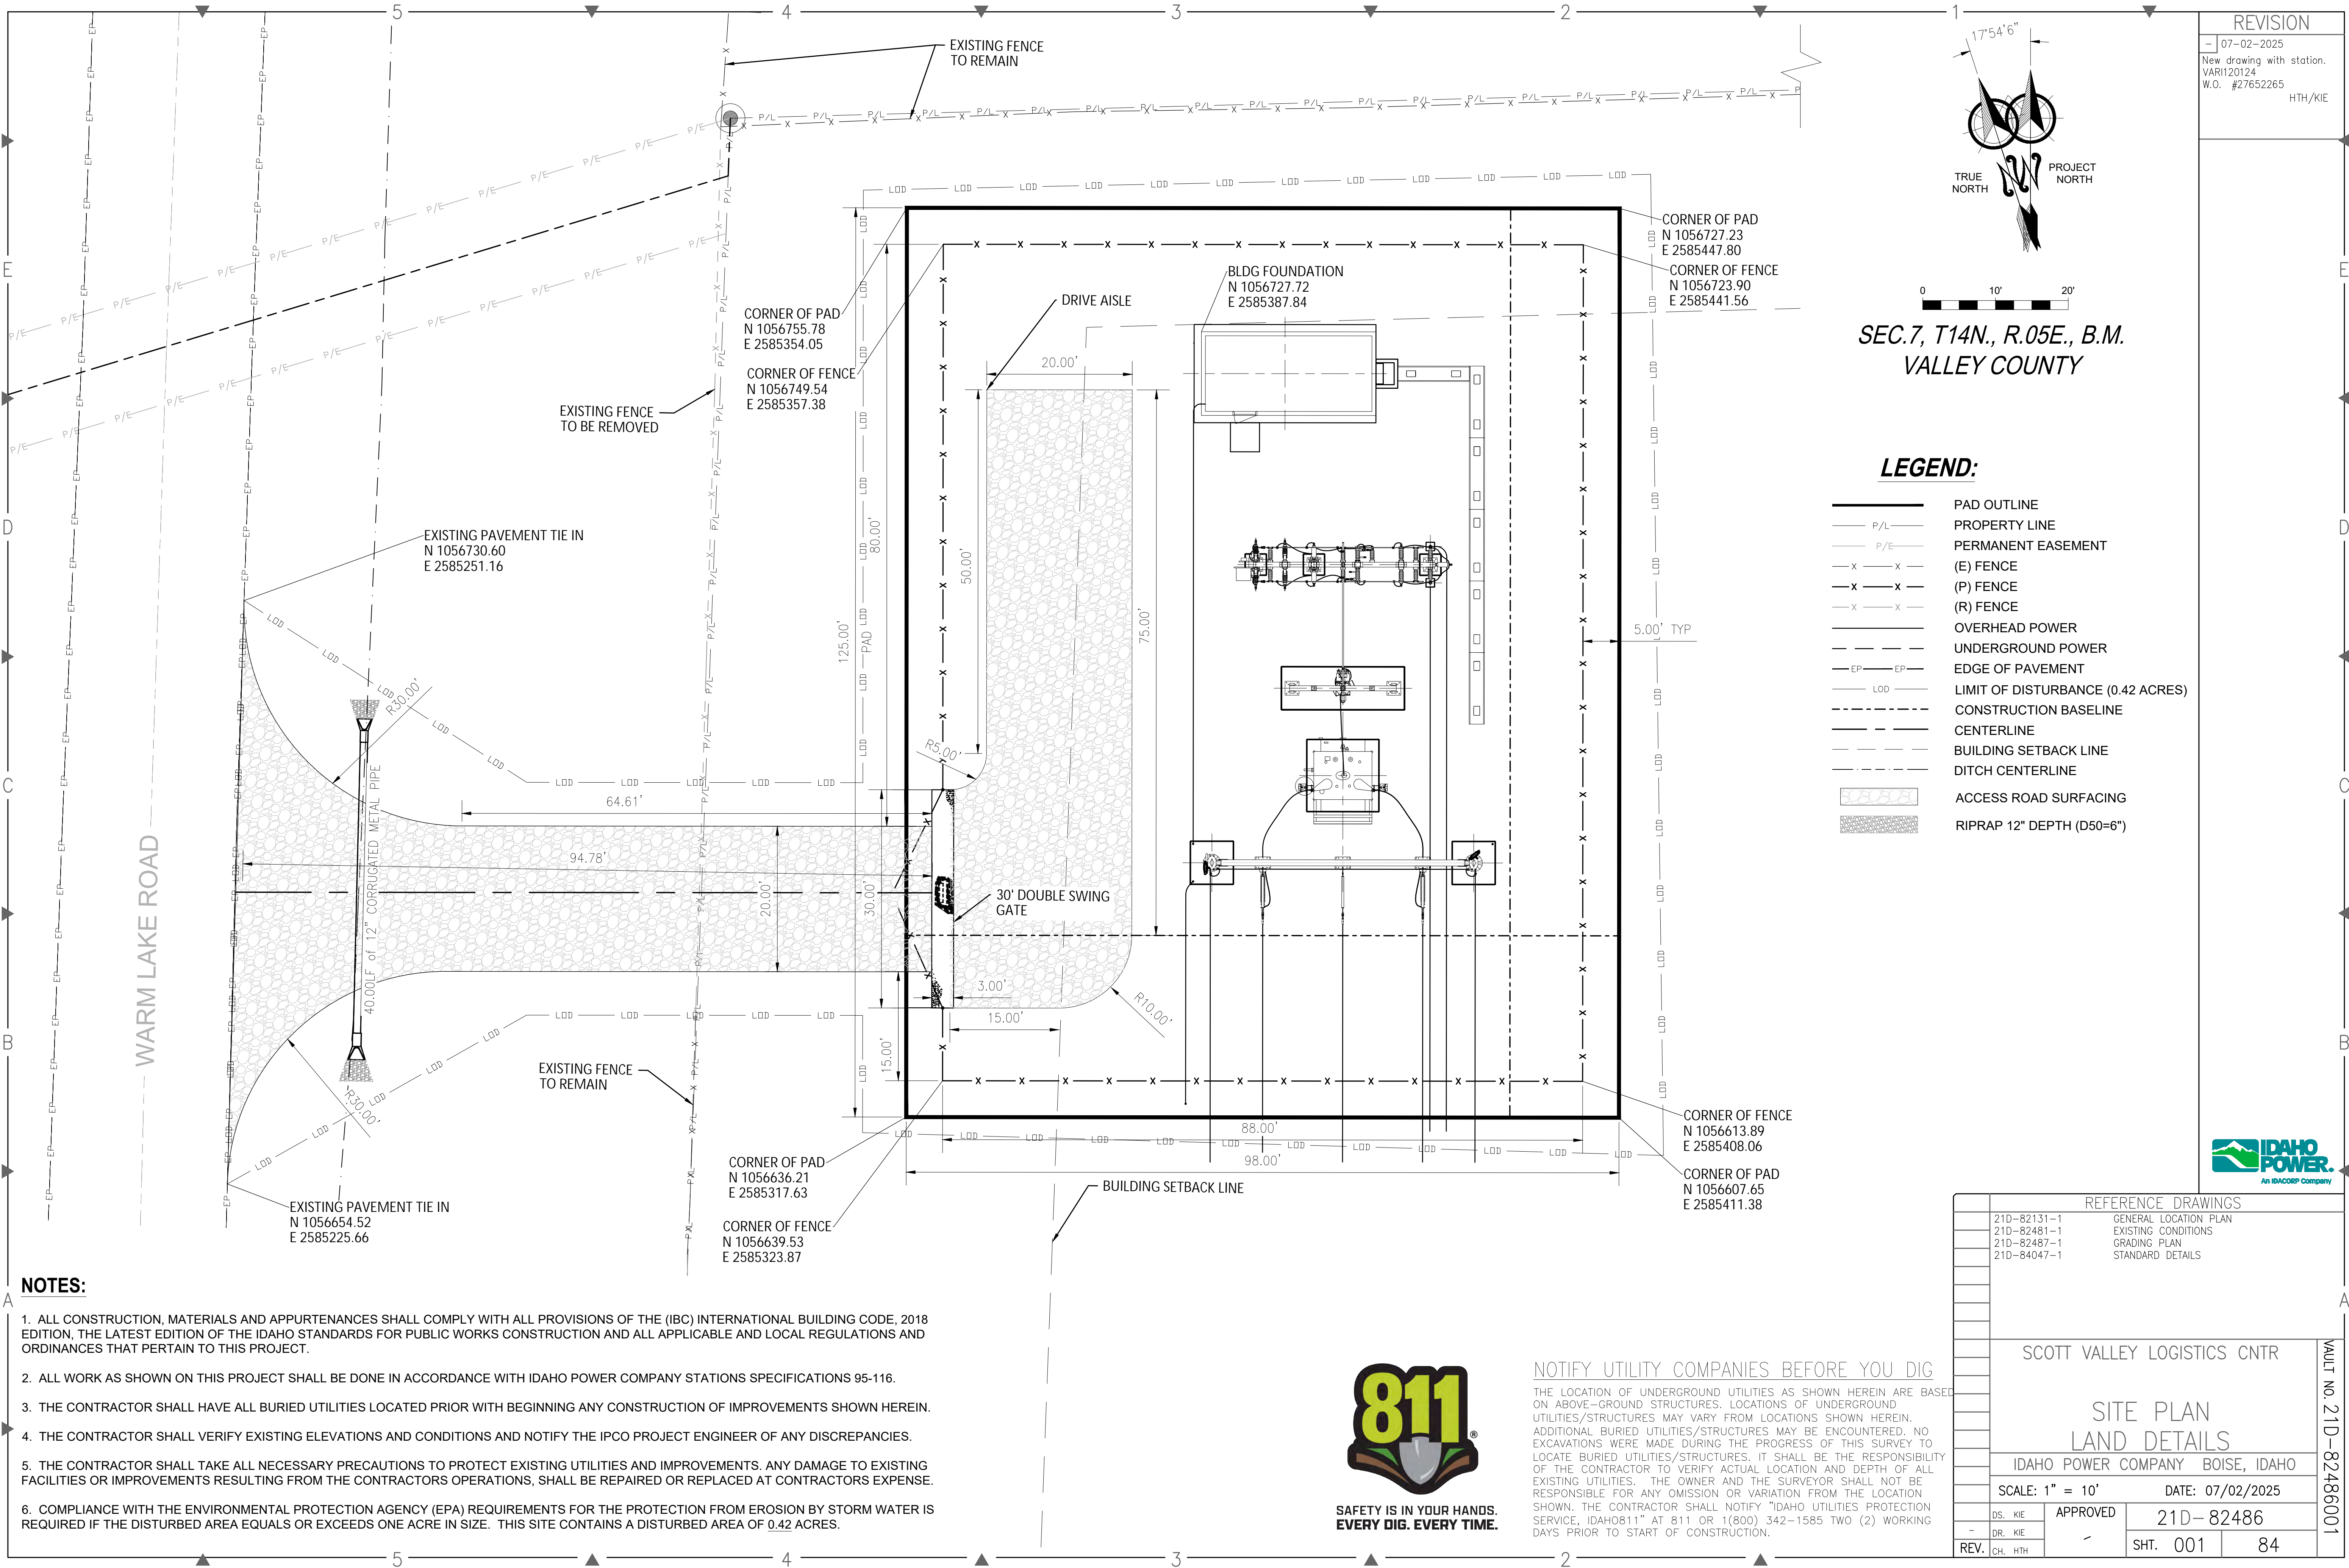 5
4
3
2
1
REVISION
- 07-02-2025
New drawing with station.
VARI120124
W.O. #27652265
HTH/KIE
17°54'6"
TRUE
NORTH
PROJECT
NORTH
0 10' 20'
SEC.7, T14N., R.05E., B.M.
VALLEY COUNTY
LEGEND:
PAD OUTLINE
P/L PROPERTY LINE
P/E PERMANENT EASEMENT
X X (E) FENCE
X X (P) FENCE
X X (R) FENCE
OVERHEAD POWER
UNDERGROUND POWER
EP EP EDGE OF PAVEMENT
LOD LIMIT OF DISTURBANCE (0.42 ACRES)
CONSTRUCTION BASELINE
CENTERLINE
BUILDING SETBACK LINE
DITCH CENTERLINE
ACCESS ROAD SURFACING
RIPRAP 12" DEPTH (D50=6")
E
D
C
B
A
EXISTING FENCE
TO REMAIN
CORNER OF PAD
N 1056727.23
E 2585447.80
CORNER OF FENCE
N 1056723.90
E 2585441.56
BLDG FOUNDATION
N 1056727.72
E 2585387.84
DRIVE AISLE
CORNER OF PAD
N 1056755.78
E 2585354.05
CORNER OF FENCE
N 1056749.54
E 2585357.38
EXISTING FENCE
TO BE REMOVED
20.00'
EXISTING PAVEMENT TIE IN
N 1056730.60
E 2585251.16
80.00'
50.00'
125.00'
PAD
75.00'
5.00' TYP
R30.00'
R5.00'
64.61'
94.78'
40.00LF of 12" CORRUGATED METAL PIPE
20.00'
30.00'
30' DOUBLE SWING
GATE
WARM LAKE ROAD
3.00'
15.00'
R10.00'
15.00'
R30.00'
EXISTING FENCE
TO REMAIN
88.00'
98.00'
CORNER OF FENCE
N 1056613.89
E 2585408.06
CORNER OF PAD
N 1056607.65
E 2585411.38
CORNER OF PAD
N 1056636.21
E 2585317.63
CORNER OF FENCE
N 1056639.53
E 2585323.87
BUILDING SETBACK LINE
EXISTING PAVEMENT TIE IN
N 1056654.52
E 2585225.66
NOTES:
1. ALL CONSTRUCTION, MATERIALS AND APPURTENANCES SHALL COMPLY WITH ALL PROVISIONS OF THE (IBC) INTERNATIONAL BUILDING CODE, 2018
EDITION, THE LATEST EDITION OF THE IDAHO STANDARDS FOR PUBLIC WORKS CONSTRUCTION AND ALL APPLICABLE AND LOCAL REGULATIONS AND
ORDINANCES THAT PERTAIN TO THIS PROJECT.
2. ALL WORK AS SHOWN ON THIS PROJECT SHALL BE DONE IN ACCORDANCE WITH IDAHO POWER COMPANY STATIONS SPECIFICATIONS 95-116.
3. THE CONTRACTOR SHALL HAVE ALL BURIED UTILITIES LOCATED PRIOR WITH BEGINNING ANY CONSTRUCTION OF IMPROVEMENTS SHOWN HEREIN.
4. THE CONTRACTOR SHALL VERIFY EXISTING ELEVATIONS AND CONDITIONS AND NOTIFY THE IPCO PROJECT ENGINEER OF ANY DISCREPANCIES.
5. THE CONTRACTOR SHALL TAKE ALL NECESSARY PRECAUTIONS TO PROTECT EXISTING UTILITIES AND IMPROVEMENTS. ANY DAMAGE TO EXISTING
FACILITIES OR IMPROVEMENTS RESULTING FROM THE CONTRACTORS OPERATIONS, SHALL BE REPAIRED OR REPLACED AT CONTRACTORS EXPENSE.
6. COMPLIANCE WITH THE ENVIRONMENTAL PROTECTION AGENCY (EPA) REQUIREMENTS FOR THE PROTECTION FROM EROSION BY STORM WATER IS
REQUIRED IF THE DISTURBED AREA EQUALS OR EXCEEDS ONE ACRE IN SIZE. THIS SITE CONTAINS A DISTURBED AREA OF 0.42 ACRES.
811
®
SAFETY IS IN YOUR HANDS.
EVERY DIG. EVERY TIME.
NOTIFY UTILITY COMPANIES BEFORE YOU DIG
THE LOCATION OF UNDERGROUND UTILITIES AS SHOWN HEREIN ARE BASED
ON ABOVE-GROUND STRUCTURES. LOCATIONS OF UNDERGROUND
UTILITIES/STRUCTURES MAY VARY FROM LOCATIONS SHOWN HEREIN.
ADDITIONAL BURIED UTILITIES/STRUCTURES MAY BE ENCOUNTERED. NO
EXCAVATIONS WERE MADE DURING THE PROGRESS OF THIS SURVEY TO
LOCATE BURIED UTILITIES/STRUCTURES. IT SHALL BE THE RESPONSIBILITY
OF THE CONTRACTOR TO VERIFY ACTUAL LOCATION AND DEPTH OF ALL
EXISTING UTILITIES. THE OWNER AND THE SURVEYOR SHALL NOT BE
RESPONSIBLE FOR ANY OMISSION OR VARIATION FROM THE LOCATION
SHOWN. THE CONTRACTOR SHALL NOTIFY "IDAHO UTILITIES PROTECTION
SERVICE, IDAHO811" AT 811 OR 1(800) 342-1585 TWO (2) WORKING
DAYS PRIOR TO START OF CONSTRUCTION.
IDAHO
POWER.
An IDACORP Company
REFERENCE DRAWINGS
21D-82131-1 GENERAL LOCATION PLAN
21D-82481-1 EXISTING CONDITIONS
21D-82487-1 GRADING PLAN
21D-84047-1 STANDARD DETAILS
SCOTT VALLEY LOGISTICS CNTR
SITE PLAN
LAND DETAILS
IDAHO POWER COMPANY BOISE, IDAHO
SCALE: 1" = 10' DATE: 07/02/2025
DS. KIE
APPROVED
21D-82486
- DR. KIE
-
REV. CH. HTH
SHT. 001 84
VAULT NO. 21D-82486001
5
4
3
2